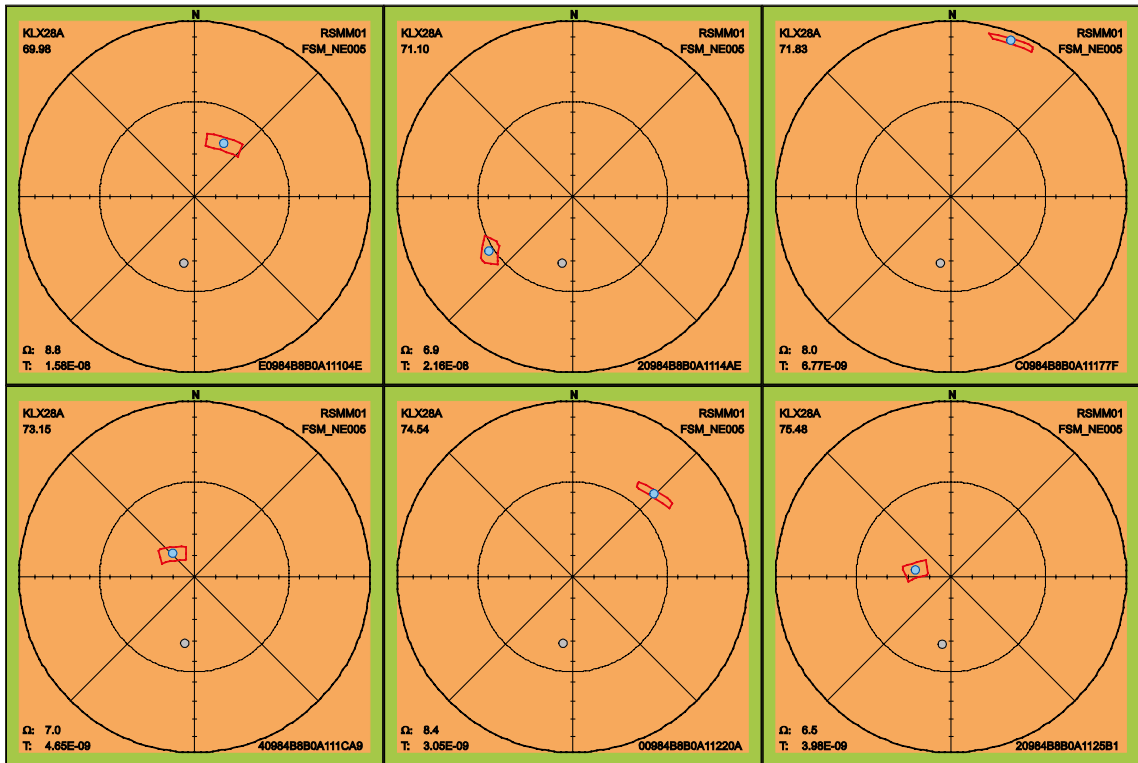 N
KLX28A RSMM01
69.98 FSM_NE005
Ω: 8.8
T: 1.58E-08 E0984B8B0A11104E
N
KLX28A RSMM01
71.10 FSM_NE005
Ω: 6.9
T: 2.16E-08 20984B8B0A1114AE
N
KLX28A RSMM01
71.83 FSM_NE005
Ω: 8.0
T: 6.77E-09 C0984B8B0A11177F
N
KLX28A RSMM01
73.15 FSM_NE005
Ω: 7.0
T: 4.65E-09 40984B8B0A111CA9
N
KLX28A RSMM01
74.54 FSM_NE005
Ω: 8.4
T: 3.05E-09 00984B8B0A11220A
N
KLX28A RSMM01
75.48 FSM_NE005
Ω: 6.5
T: 3.98E-09 20984B8B0A1125B1